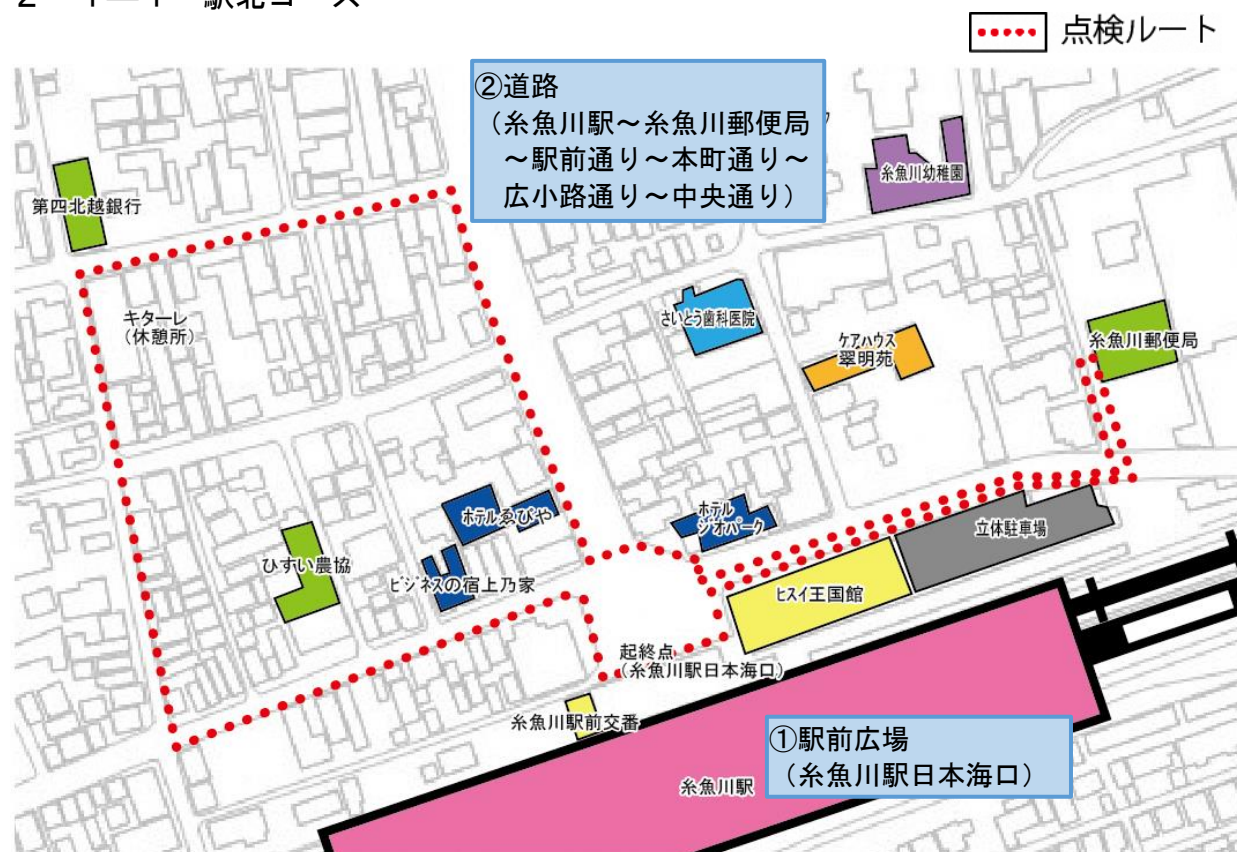 点検ルート
②道路
（糸魚川駅～糸魚川郵便局
～駅前通り～本町通り～
広小路通り～中央通り）
糸魚川幼稚園
第四北越銀行
キターレ
（休憩所）
さいとう歯科医院
ケアハウス
翠明苑
糸魚川郵便局
ホテルゑびや
ホテル
ジオパーク
立体駐車場
ひすい農協
ビジネスの宿上乃家
ヒスイ王国館
起終点
（糸魚川駅日本海口）
糸魚川駅前交番
①駅前広場
（糸魚川駅日本海口）
糸魚川駅